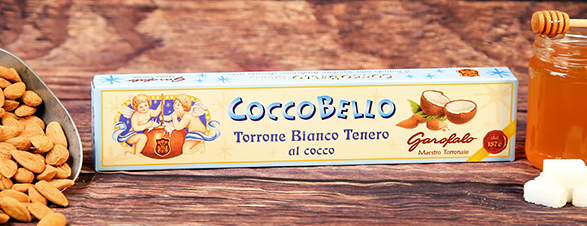 COCCOBELLO
Torrone Bianco Tenero
al cocco
Garofalo
Maestro Torronaio
dal
1876